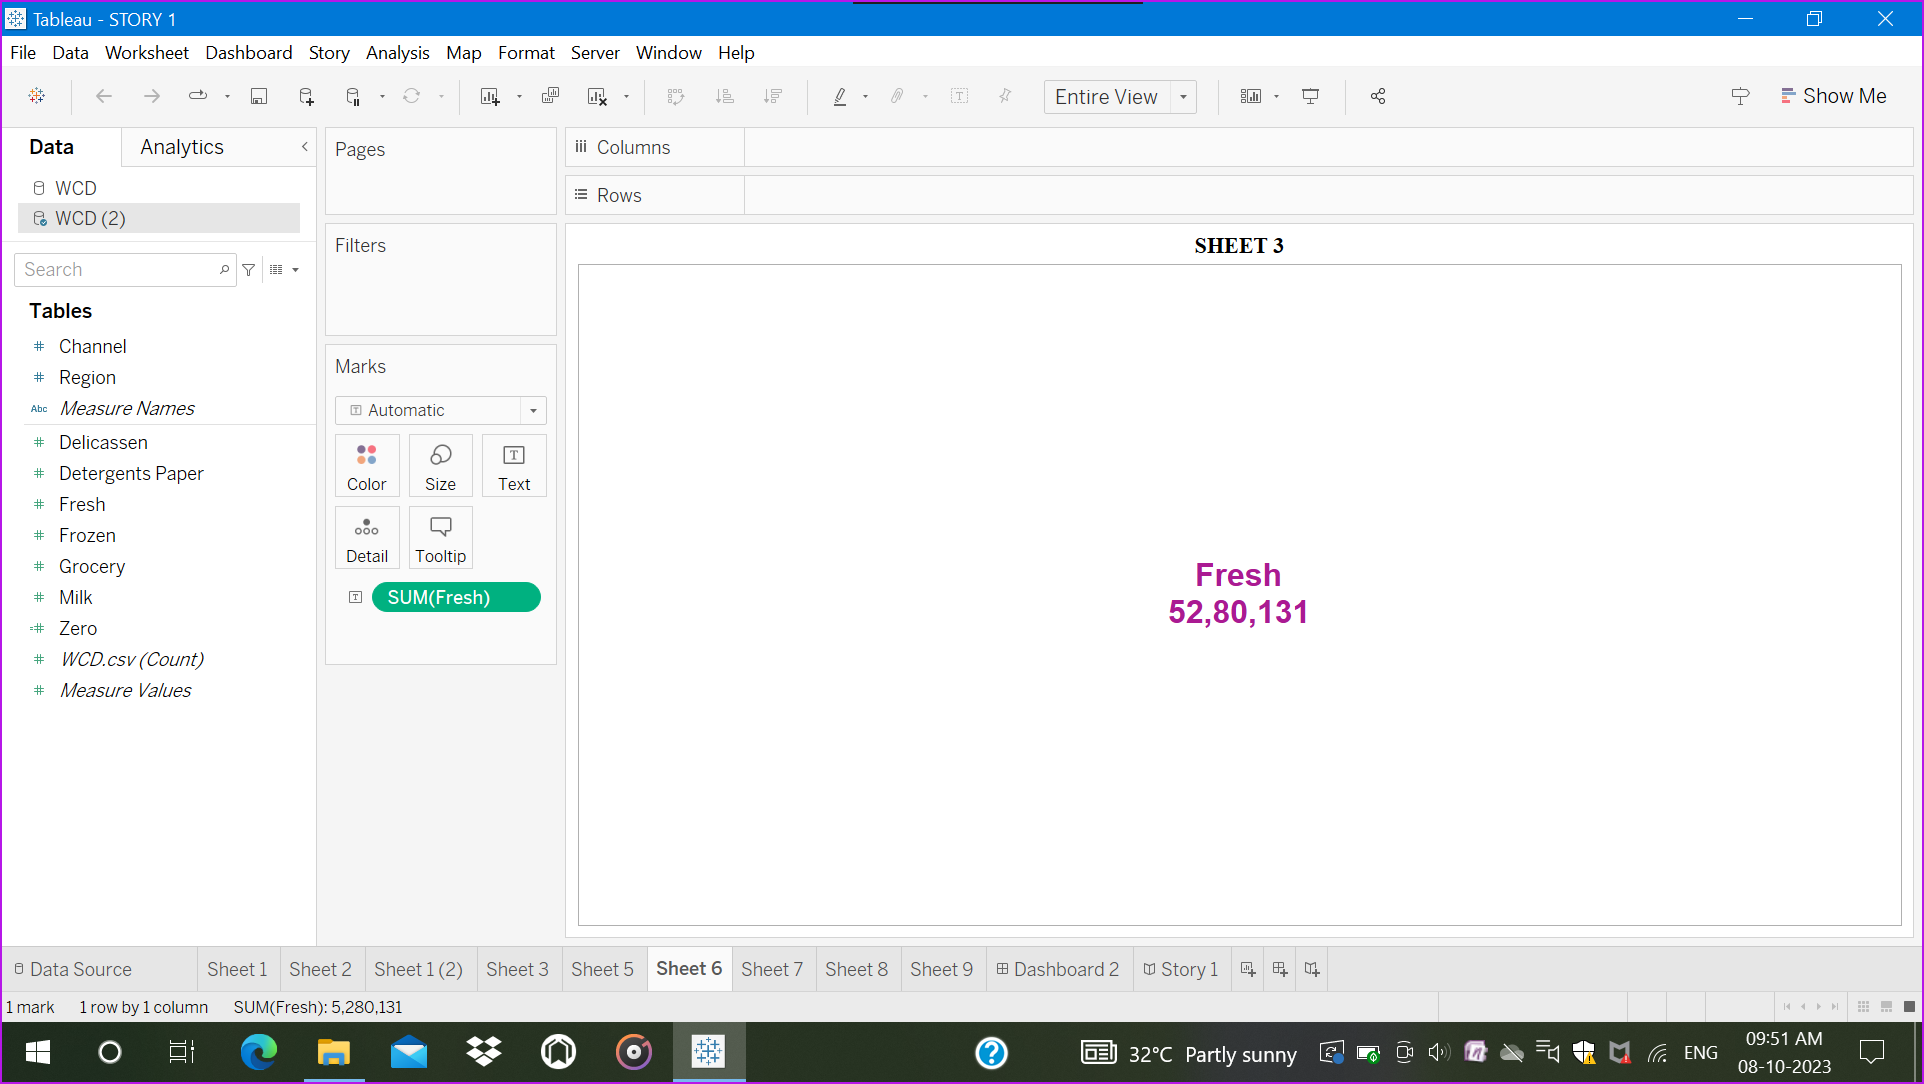 Tableau - STORY 1
File Data Worksheet Dashboard Story Analysis Map Format Server Window Help
Entire View
Show Me
Data Analytics
WCD
WCD (2)
Search
Tables
# Channel
# Region
Abc Measure Names
# Delicassen
# Detergents Paper
# Fresh
# Frozen
# Grocery
# Milk
=# Zero
# WCD.csv (Count)
# Measure Values
Pages
Filters
Marks
T Automatic
Color Size T Text
Detail Tooltip
T SUM(Fresh)
Columns
Rows
SHEET 3
Fresh
52,80,131
Data Source Sheet 1 Sheet 2 Sheet 1 (2) Sheet 3 Sheet 5 Sheet 6 Sheet 7 Sheet 8 Sheet 9 Dashboard 2 Story 1
1 mark 1 row by 1 column SUM(Fresh): 5,280,131
32°C Partly sunny ENG 09:51 AM
08-10-2023